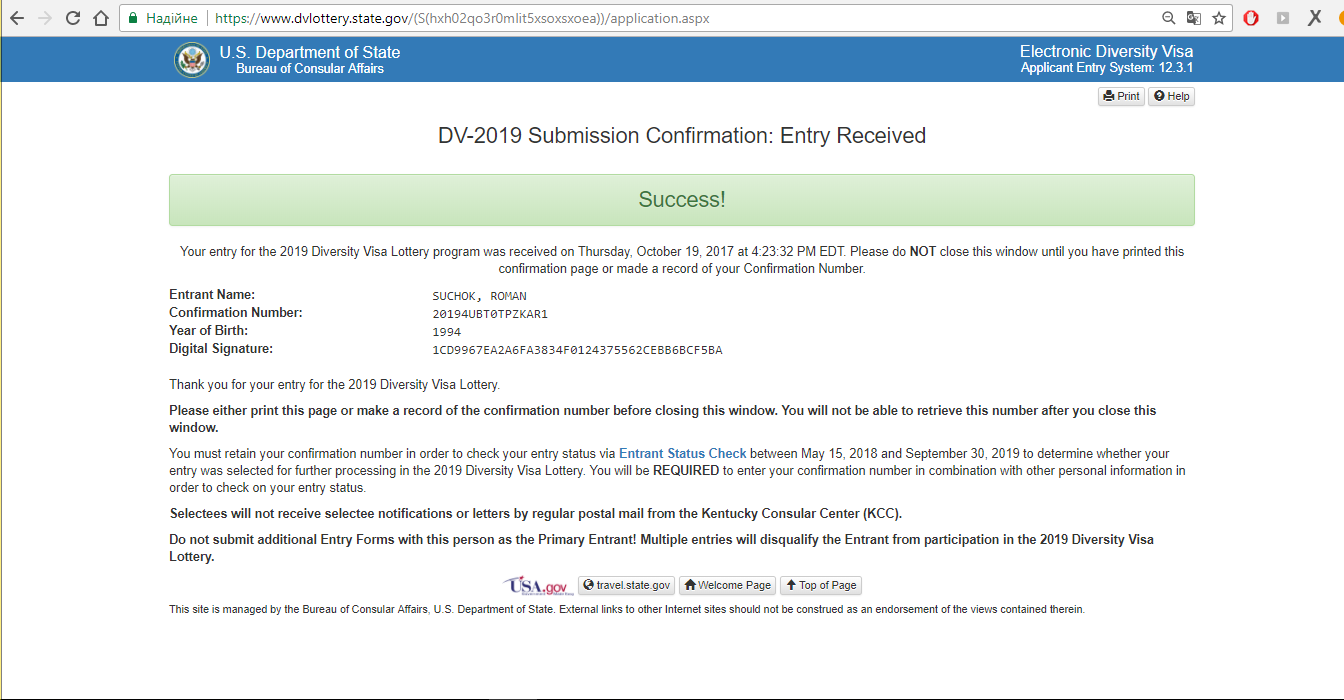 Надійне https://www.dvlottery.state.gov/(S(hxh02qo3r0mlit5xsoxsxoea))/application.aspx
U.S. Department of State
Bureau of Consular Affairs
Electronic Diversity Visa
Applicant Entry System: 12.3.1
Print Help
DV-2019 Submission Confirmation: Entry Received
Success!
Your entry for the 2019 Diversity Visa Lottery program was received on Thursday, October 19, 2017 at 4:23:32 PM EDT. Please do NOT close this window until you have printed this
confirmation page or made a record of your Confirmation Number.
Entrant Name: SUCHOK, ROMAN
Confirmation Number: 20194UBT0TPZKAR1
Year of Birth: 1994
Digital Signature: 1CD9967EA2A6FA3834F0124375562CEBB6BCF5BA
Thank you for your entry for the 2019 Diversity Visa Lottery.
Please either print this page or make a record of the confirmation number before closing this window. You will not be able to retrieve this number after you close this
window.
You must retain your confirmation number in order to check your entry status via Entrant Status Check between May 15, 2018 and September 30, 2019 to determine whether your
entry was selected for further processing in the 2019 Diversity Visa Lottery. You will be REQUIRED to enter your confirmation number in combination with other personal information in
order to check on your entry status.
Selectees will not receive selectee notifications or letters by regular postal mail from the Kentucky Consular Center (KCC).
Do not submit additional Entry Forms with this person as the Primary Entrant! Multiple entries will disqualify the Entrant from participation in the 2019 Diversity Visa
Lottery.
USA.gov travel.state.gov Welcome Page Top of Page
This site is managed by the Bureau of Consular Affairs, U.S. Department of State. External links to other Internet sites should not be construed as an endorsement of the views contained therein.